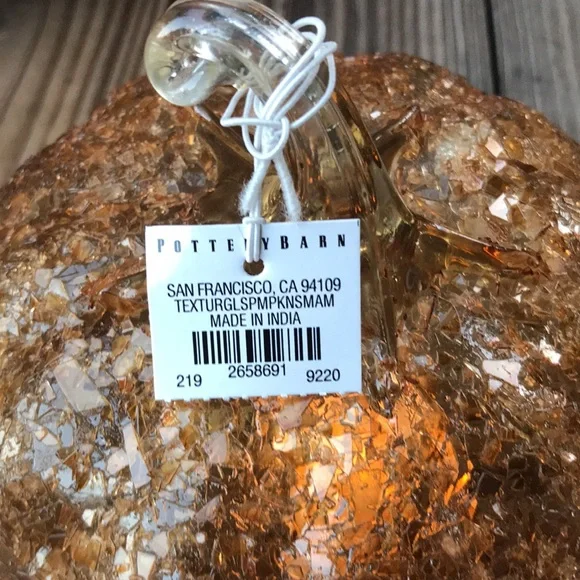 POTTERYBARN
SAN FRANCISCO, CA 94109
TEXTURGLSPMPKNSMAM
MADE IN INDIA
219 2658691 9220